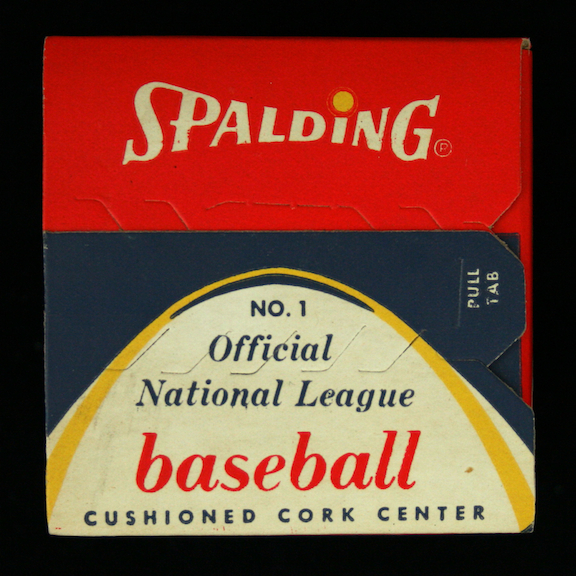 SPALDING ®
PULL
TAB
NO. 1
Official
National League
baseball
CUSHIONED CORK CENTER